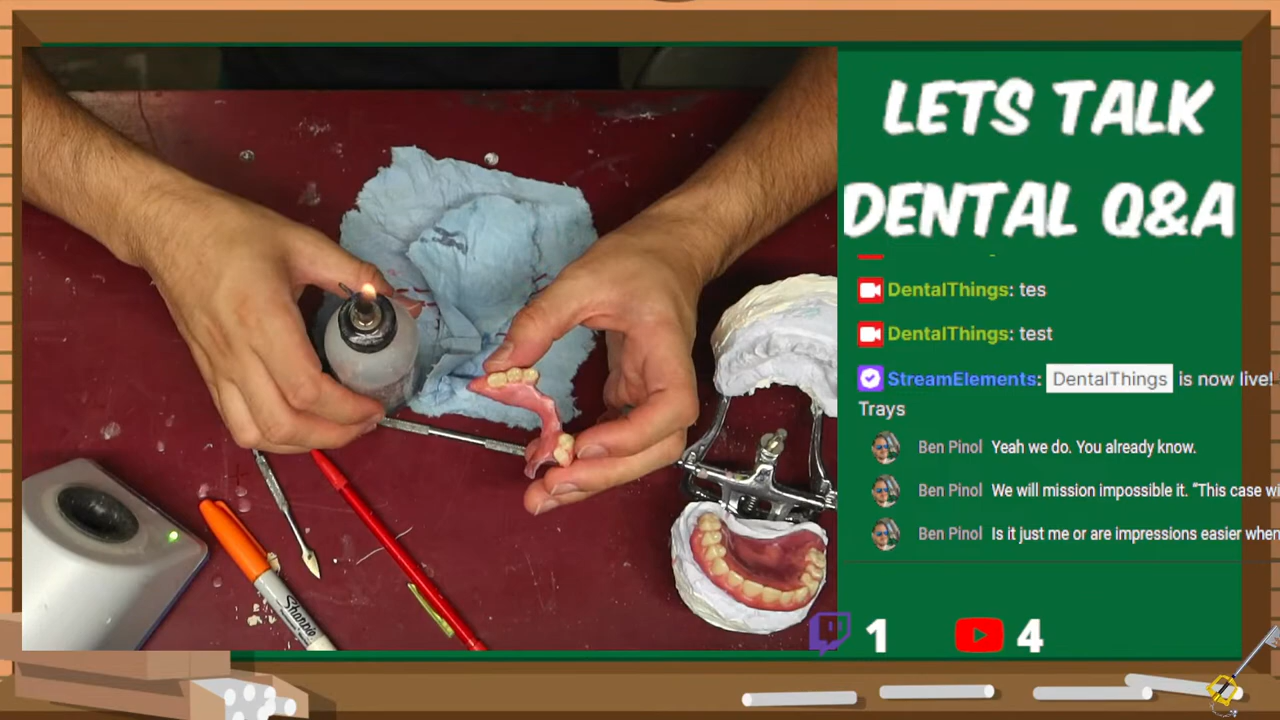 LETS TALK
DENTAL Q&A
DentalThings: tes
DentalThings: test
StreamElements: DentalThings is now live!
Trays
Ben Pinol Yeah we do. You already know.
Ben Pinol We will mission impossible it. “This case
Ben Pinol Is it just me or are impressions easier when
1
4
Sharpie